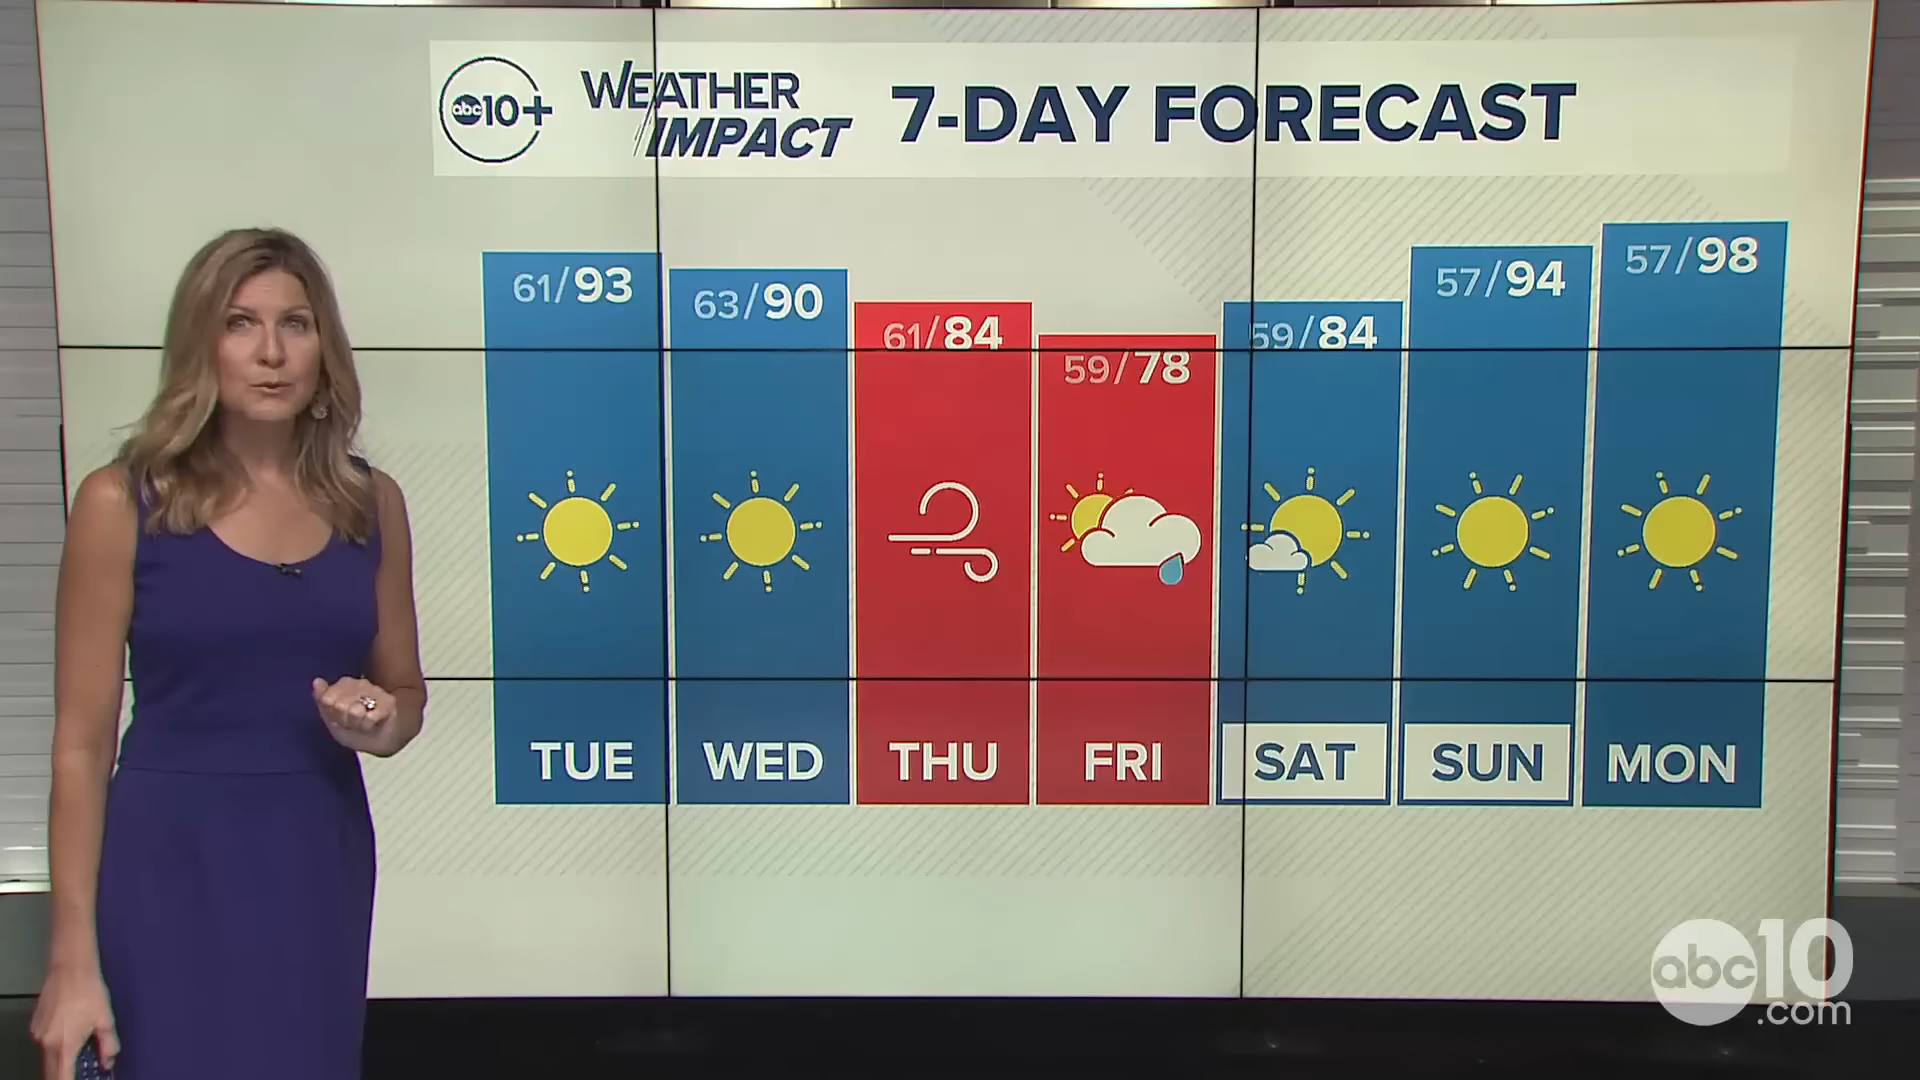 abc10+
WEATHER
IMPACT
7-DAY FORECAST
61/93
63/90
61/84
59/78
59/84
57/94
57/98
TUE
WED
THU
FRI
SAT
SUN
MON
abc10
.com